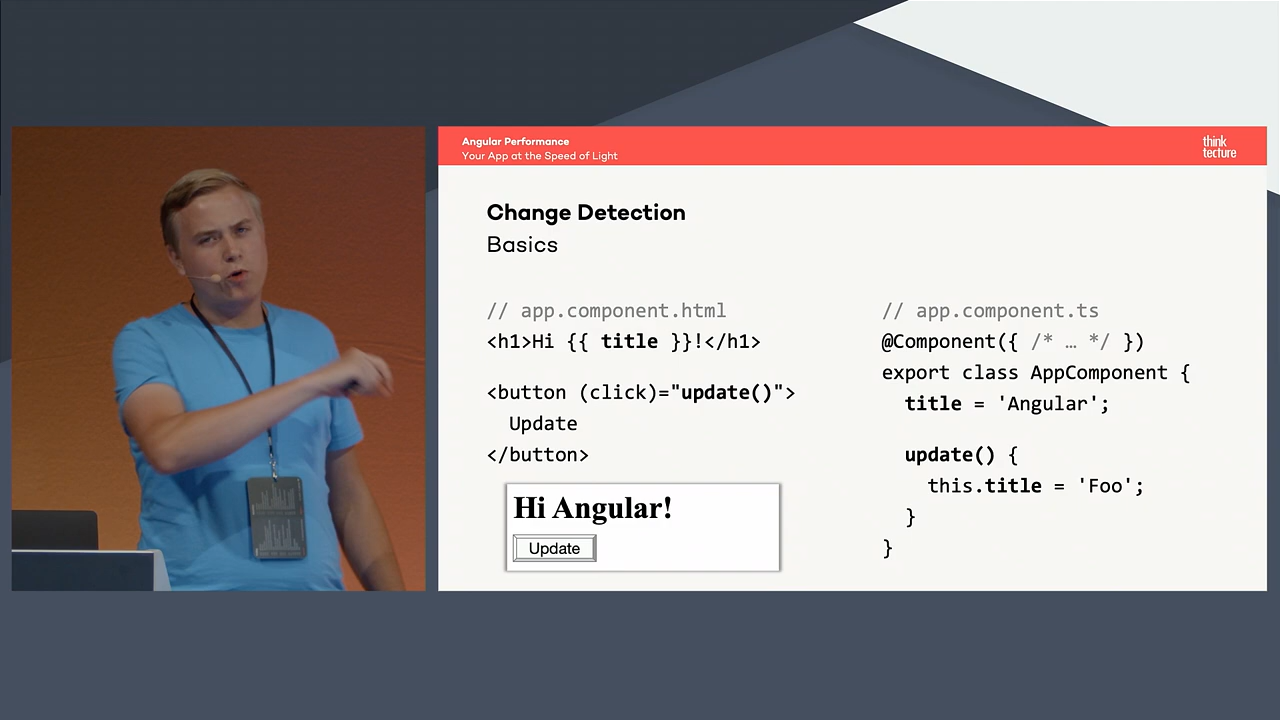 Angular Performance
Your App at the Speed of Light
think
tecture
Change Detection
Basics
// app.component.html
<h1>Hi {{ title }}!</h1>
<button (click)="update()">
Update
</button>
Hi Angular!
Update
// app.component.ts
@Component({ /* … */ })
export class AppComponent {
title = 'Angular';
update() {
this.title = 'Foo';
}
}